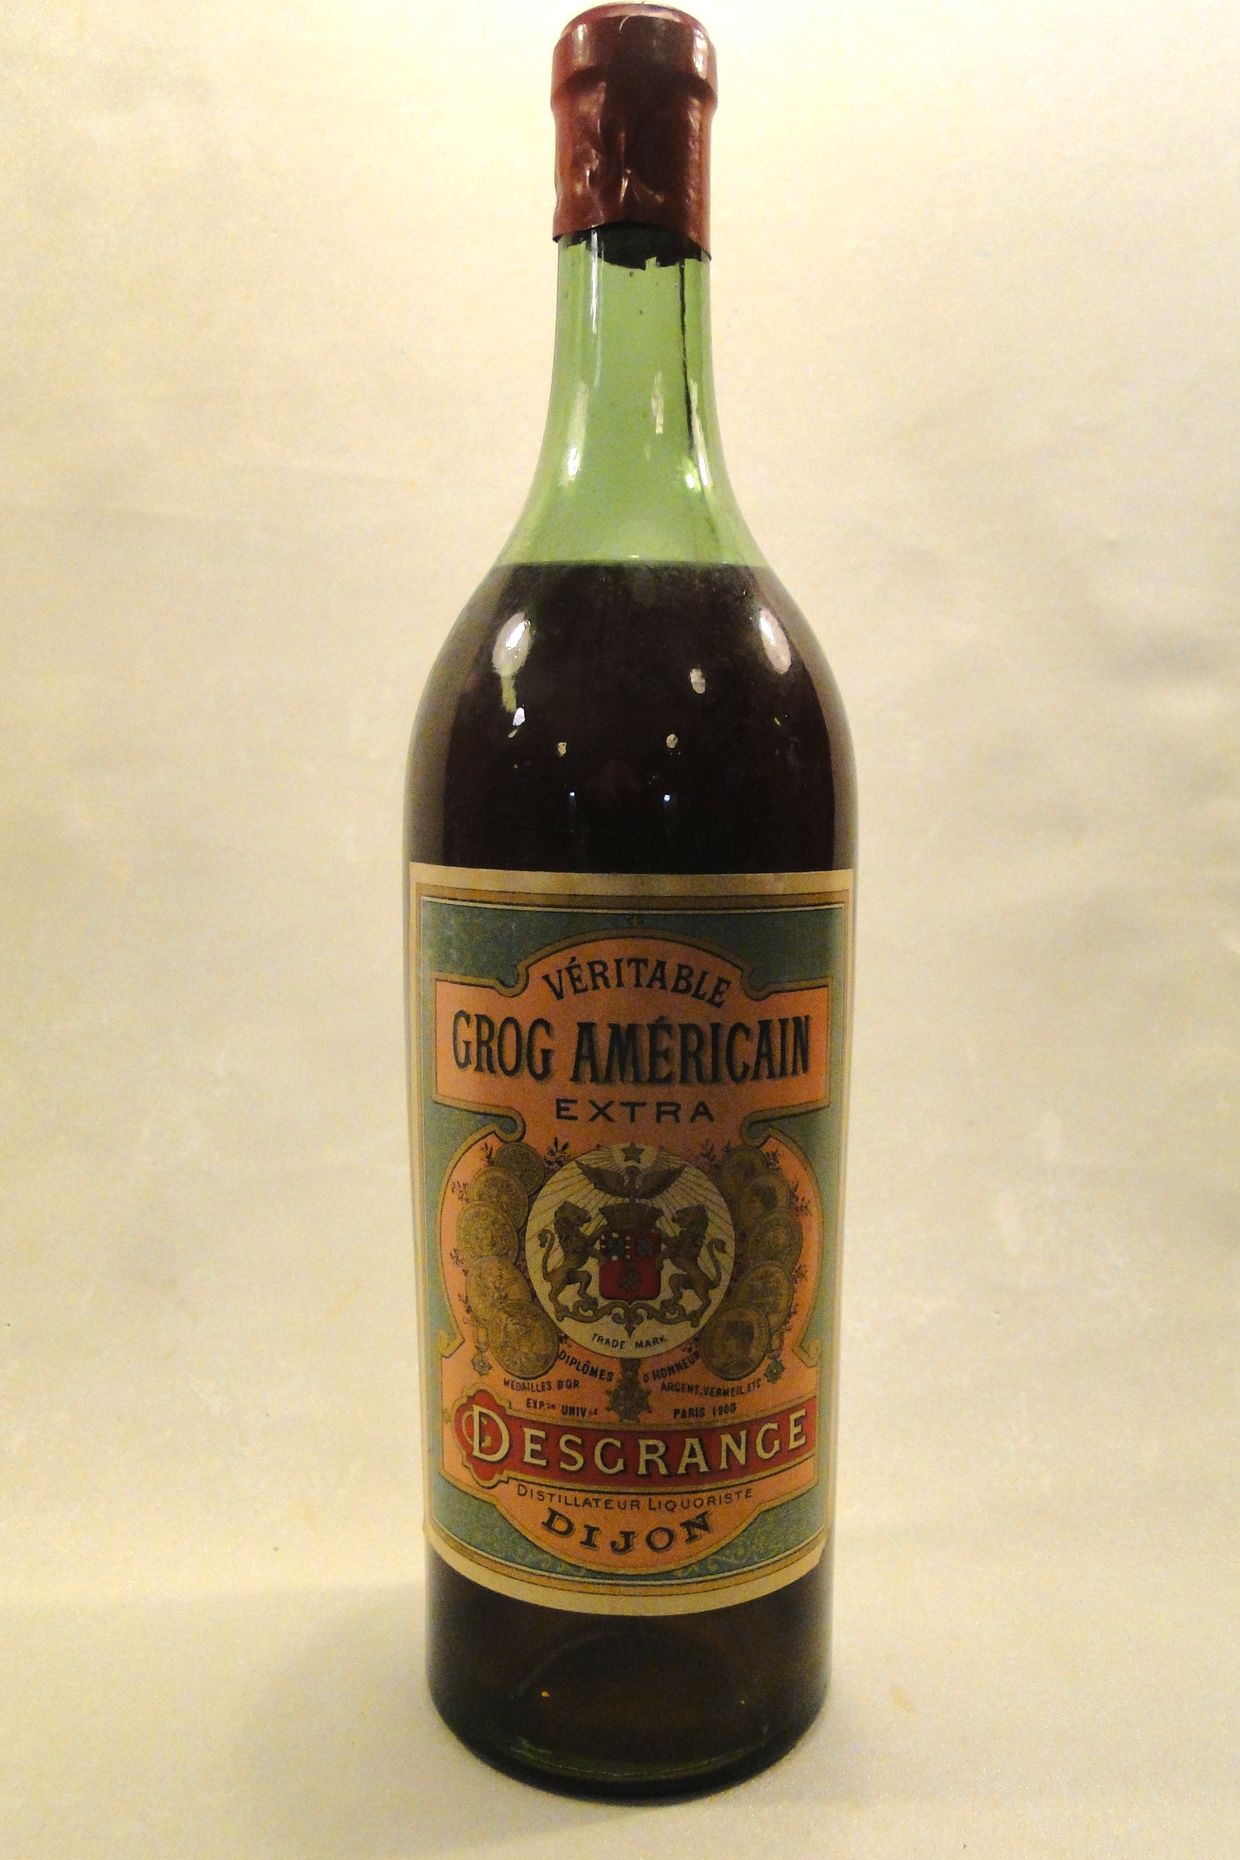 VÉRITABLE
GROG AMÉRICAIN
EXTRA
TRADE MARK
DIPLÔMES D'HONNEUR
MEDAILLES D'OR ARGENT, VERMEIL, ETC
EXP.ON UNIV.LE PARIS 1900
DESGRANGE
DISTILLATEUR LIQUORISTE
DIJON